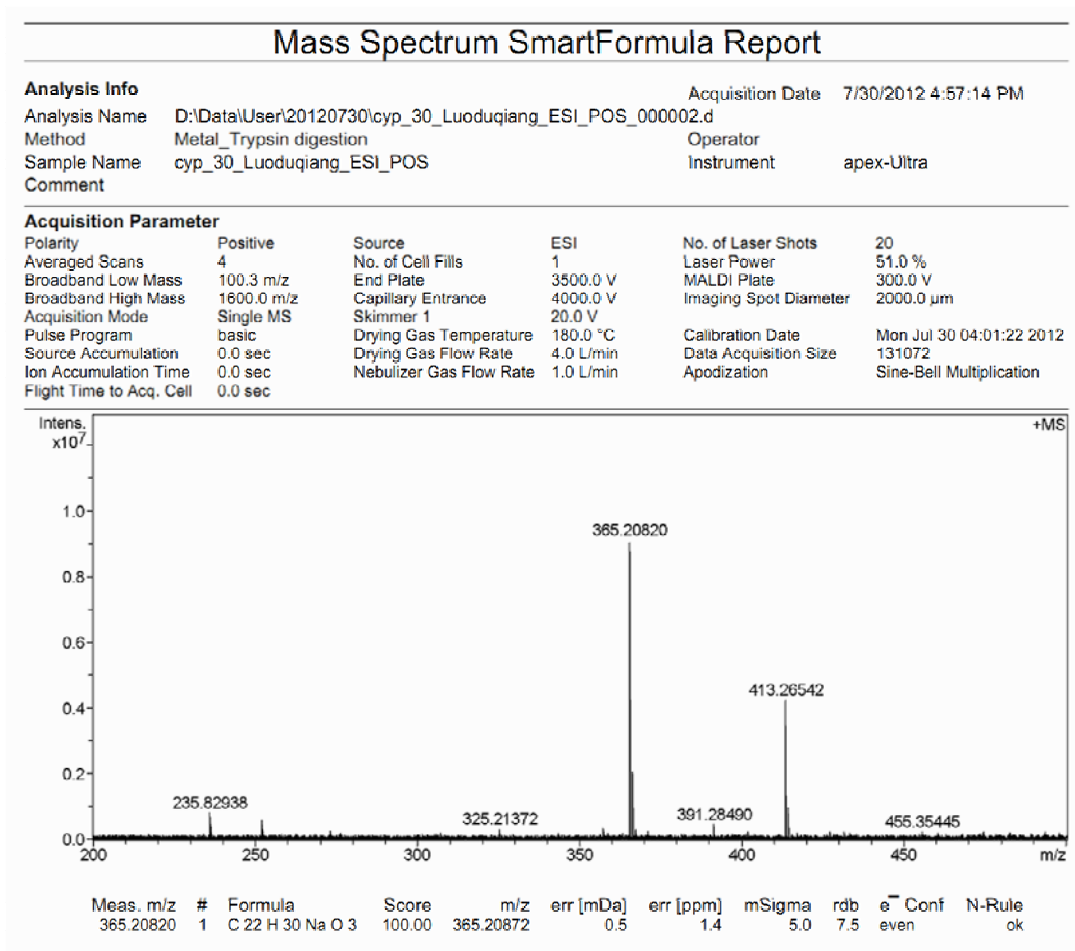 Mass Spectrum SmartFormula Report
Analysis Info
Acquisition Date 7/30/2012 4:57:14 PM
Analysis Name D:\Data\User\20120730\cyp_30_Luoduqiang_ESI_POS_000002.d
Method Metal_Trypsin digestion Operator
Sample Name cyp_30_Luoduqiang_ESI_POS Instrument apex-Ultra
Comment
Acquisition Parameter
Polarity Positive Source ESI No. of Laser Shots 20
Averaged Scans 4 No. of Cell Fills 1 Laser Power 51.0 %
Broadband Low Mass 100.3 m/z End Plate 3500.0 V MALDI Plate 300.0 V
Broadband High Mass 1600.0 m/z Capillary Entrance 4000.0 V Imaging Spot Diameter 2000.0 µm
Acquisition Mode Single MS Skimmer 1 20.0 V
Pulse Program basic Drying Gas Temperature 180.0 °C Calibration Date Mon Jul 30 04:01:22 2012
Source Accumulation 0.0 sec Drying Gas Flow Rate 4.0 L/min Data Acquisition Size 131072
Ion Accumulation Time 0.0 sec Nebulizer Gas Flow Rate 1.0 L/min Apodization Sine-Bell Multiplication
Flight Time to Acq. Cell 0.0 sec
Intens. +MS
x10⁷
1.0
365.20820
0.8
0.6
413.26542
0.4
0.2
235.82938 325.21372 391.28490 455.35445
0.0
200 250 300 350 400 450 m/z
Meas. m/z # Formula Score m/z err [mDa] err [ppm] mSigma rdb e⁻ Conf N-Rule
365.20820 1 C 22 H 30 Na O 3 100.00 365.20872 0.5 1.4 5.0 7.5 even ok